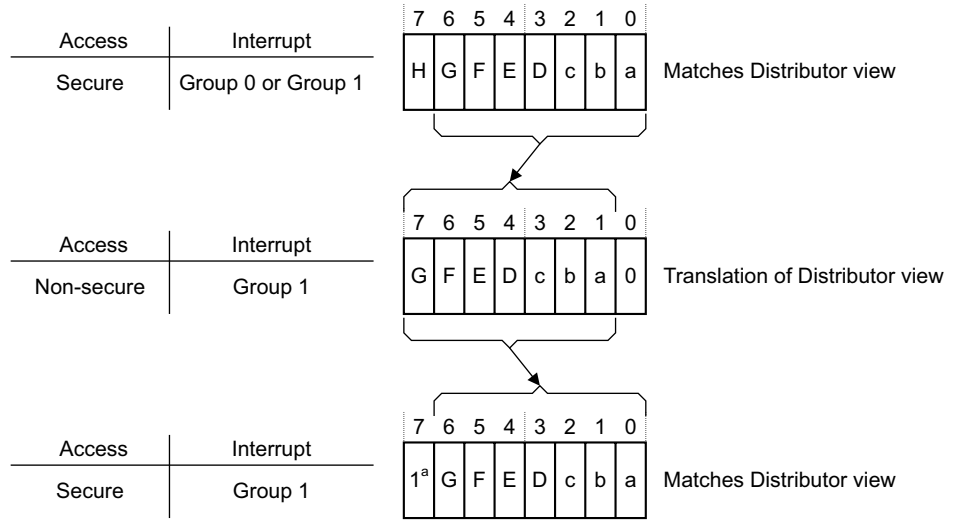 7 6 5 4 3 2 1 0
Access Interrupt
Secure Group 0 or Group 1
H G F E D c b a
Matches Distributor view
7 6 5 4 3 2 1 0
Access Interrupt
Non-secure Group 1
G F E D c b a 0
Translation of Distributor view
7 6 5 4 3 2 1 0
Access Interrupt
Secure Group 1
1ᵃ G F E D c b a
Matches Distributor view